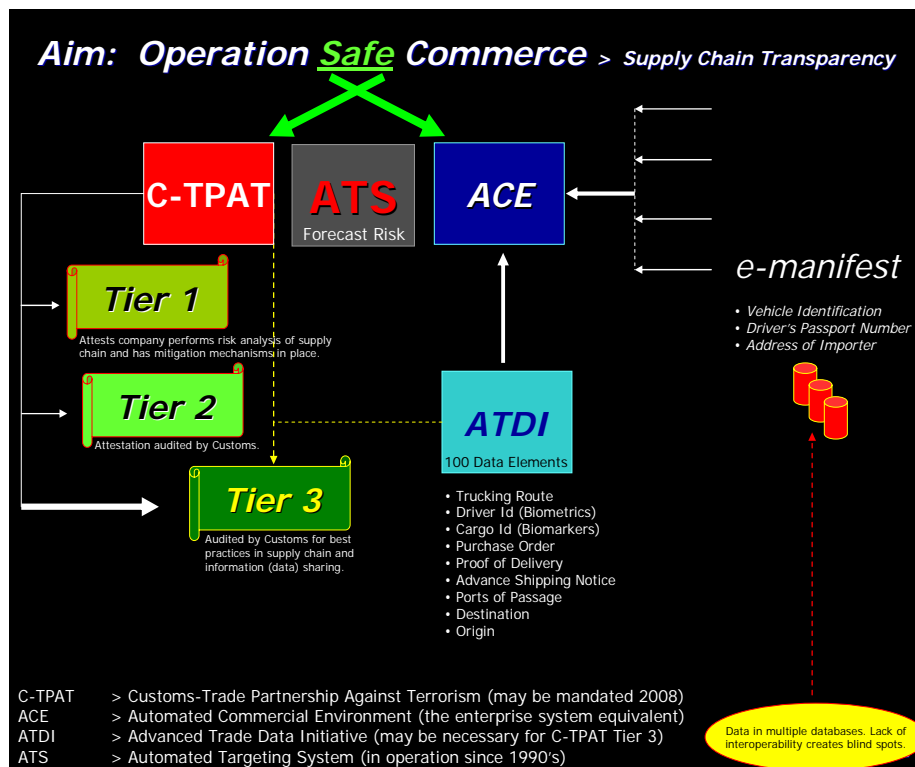 Aim: Operation Safe Commerce > Supply Chain Transparency
C-TPAT
ATS
Forecast Risk
ACE
e-manifest
• Vehicle Identification
• Driver's Passport Number
• Address of Importer
Tier 1
Attests company performs risk analysis of supply
chain and has mitigation mechanisms in place.
Tier 2
Attestation audited by Customs.
Tier 3
Audited by Customs for best
practices in supply chain and
information (data) sharing.
ATDI
100 Data Elements
• Trucking Route
• Driver Id (Biometrics)
• Cargo Id (Biomarkers)
• Purchase Order
• Proof of Delivery
• Advance Shipping Notice
• Ports of Passage
• Destination
• Origin
C-TPAT > Customs-Trade Partnership Against Terrorism (may be mandated 2008)
ACE > Automated Commercial Environment (the enterprise system equivalent)
ATDI > Advanced Trade Data Initiative (may be necessary for C-TPAT Tier 3)
ATS > Automated Targeting System (in operation since 1990's)
Data in multiple databases. Lack of
interoperability creates blind spots.